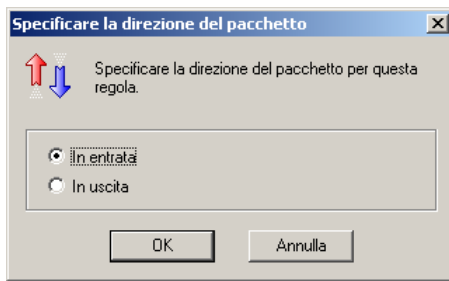 Specificare la direzione del pacchetto
Specificare la direzione del pacchetto per questa
regola.
In entrata
In uscita
OK
Annulla